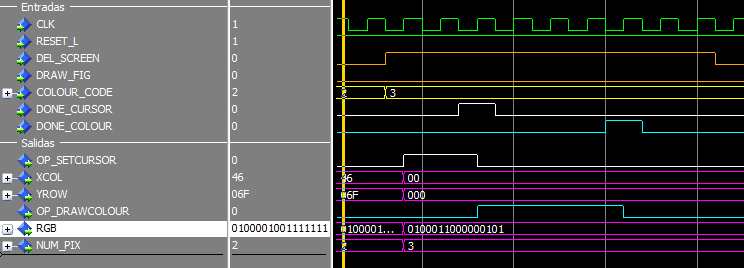 Entradas
CLK 1
RESET_L 1
DEL_SCREEN 0
DRAW_FIG 0
COLOUR_CODE 2 3
DONE_CURSOR 0
DONE_COLOUR 0
Salidas
OP_SETCURSOR 0
XCOL 46 46 00
YROW 06F 6F 000
OP_DRAWCOLOUR 0
RGB 0100001001111111 100001... 0100011000000101
NUM_PIX 2 3